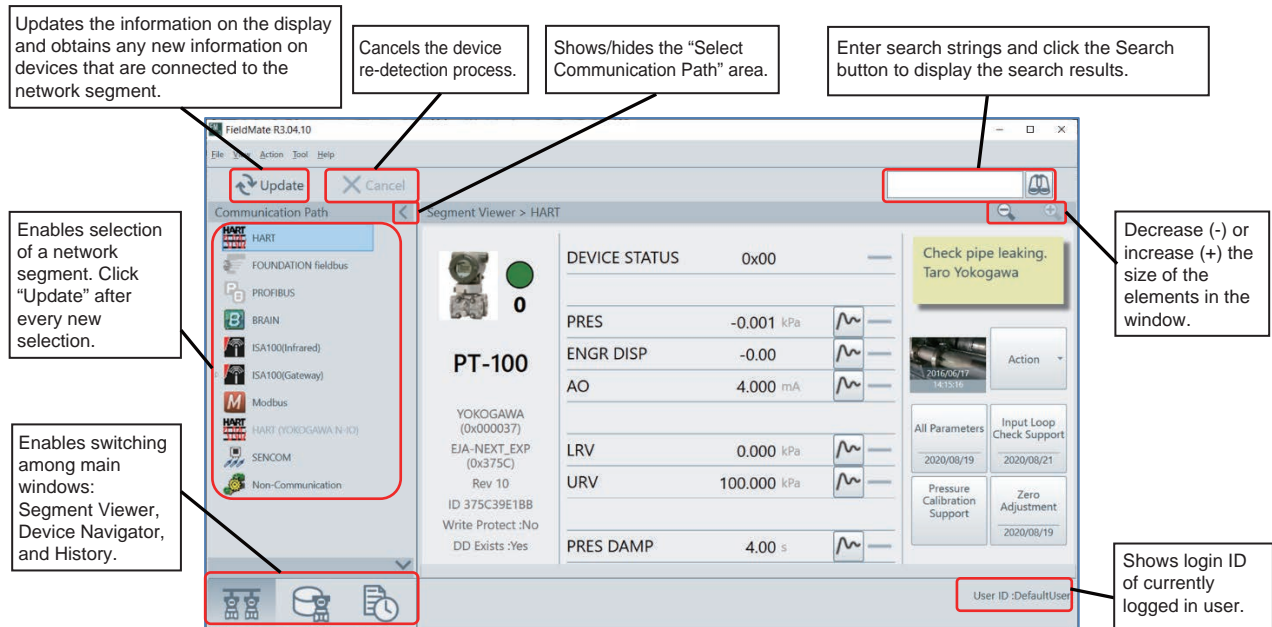 Updates the information on the display
and obtains any new information on
devices that are connected to the
network segment.
Cancels the device
re-detection process.
Shows/hides the “Select
Communication Path” area.
Enter search strings and click the Search
button to display the search results.
FieldMate R3.04.10
File View Action Tool Help
Update
Cancel
Communication Path
Segment Viewer > HART
Enables selection
of a network
segment. Click
“Update” after
every new
selection.
HART
HART
FOUNDATION fieldbus
PROFIBUS
BRAIN
ISA100(Infrared)
ISA100(Gateway)
Modbus
HART
HART (YOKOGAWA N-IO)
SENCOM
Non-Communication
Enables switching
among main
windows:
Segment Viewer,
Device Navigator,
and History.
0
PT-100
YOKOGAWA
(0x000037)
EJA-NEXT_EXP
(0x375C)
Rev 10
ID 375C39E1BB
Write Protect :No
DD Exists :Yes
DEVICE STATUS 0x00
PRES -0.001 kPa
ENGR DISP -0.00
AO 4.000 mA
LRV 0.000 kPa
URV 100.000 kPa
PRES DAMP 4.00 s
Check pipe leaking.
Taro Yokogawa
2016/06/17
14:15:16
Action
All Parameters
2020/08/19
Input Loop
Check Support
2020/08/21
Pressure
Calibration
Support
Zero
Adjustment
2020/08/19
User ID :DefaultUser
Decrease (-) or
increase (+) the
size of the
elements in the
window.
Shows login ID
of currently
logged in user.